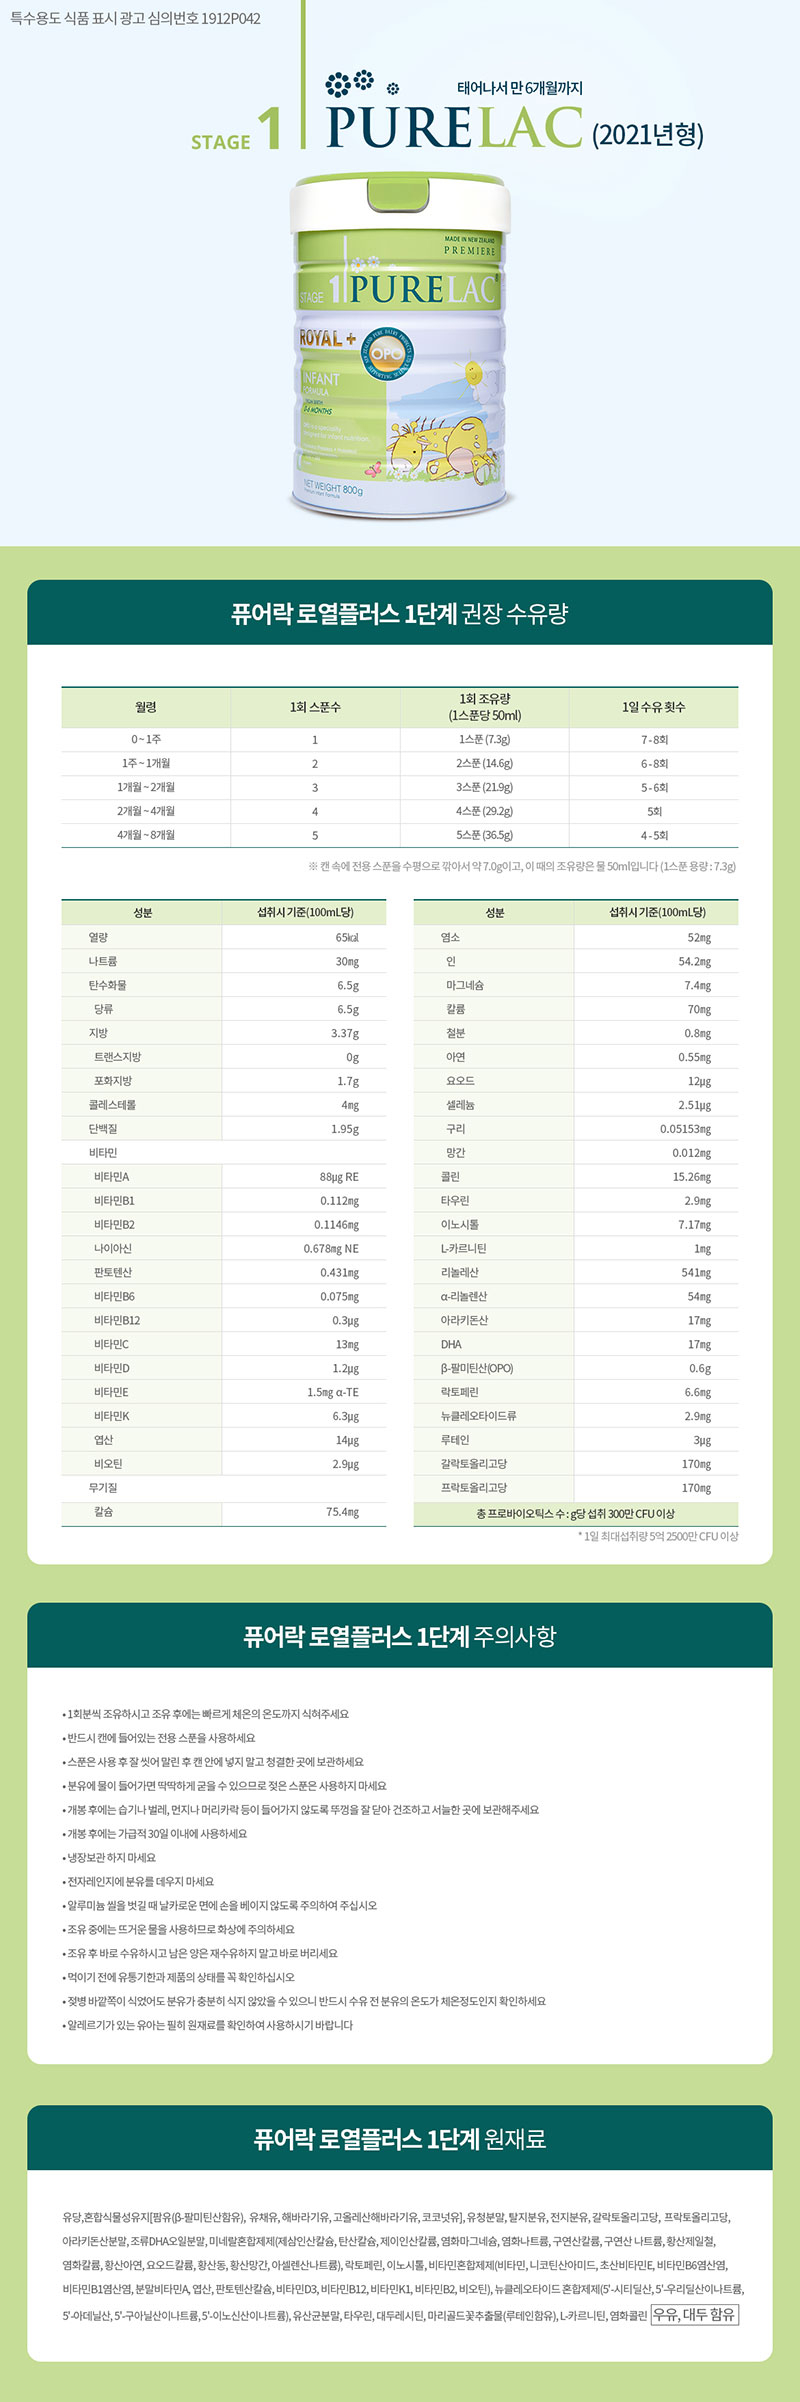 특수용도 식품 표시 광고 심의번호 1912P042
태어나서 만 6개월까지
STAGE 1 PURELAC (2021년형)
MADE IN NEW ZEALAND
PREMIERE
STAGE 1 PURELAC
ROYAL +
OPO
INFANT
FORMULA
0-6 MONTHS
NET WEIGHT 800g
Premium Infant Formula
퓨어락 로열플러스 1단계 권장 수유량
월령 1회 스푼수 1회 조유량 (1스푼당 50ml) 1일 수유 횟수
0 ~ 1주 1 1스푼 (7.3g) 7 - 8회
1주 ~ 1개월 2 2스푼 (14.6g) 6 - 8회
1개월 ~ 2개월 3 3스푼 (21.9g) 5 - 6회
2개월 ~ 4개월 4 4스푼 (29.2g) 5회
4개월 ~ 8개월 5 5스푼 (36.5g) 4 - 5회
※ 캔 속에 전용 스푼을 수평으로 깎아서 약 7.0g이고, 이 때의 조유량은 물 50ml입니다 (1스푼 용량 : 7.3g)
성분 섭취시 기준(100mL당)
열량 65㎉
나트륨 30㎎
탄수화물 6.5g
당류 6.5g
지방 3.37g
트랜스지방 0g
포화지방 1.7g
콜레스테롤 4㎎
단백질 1.95g
비타민
비타민A 88㎍ RE
비타민B1 0.112㎎
비타민B2 0.1146㎎
나이아신 0.678㎎ NE
판토텐산 0.431㎎
비타민B6 0.075㎎
비타민B12 0.3㎍
비타민C 13㎎
비타민D 1.2㎍
비타민E 1.5㎎ α-TE
비타민K 6.3㎍
엽산 14㎍
비오틴 2.9㎍
무기질
칼슘 75.4㎎
성분 섭취시 기준(100mL당)
염소 52㎎
인 54.2㎎
마그네슘 7.4㎎
칼륨 70㎎
철분 0.8㎎
아연 0.55㎎
요오드 12㎍
셀레늄 2.51㎍
구리 0.05153㎎
망간 0.012㎎
콜린 15.26㎎
타우린 2.9㎎
이노시톨 7.17㎎
L-카르니틴 1㎎
리놀레산 541㎎
α-리놀렌산 54㎎
아라키돈산 17㎎
DHA 17㎎
β-팔미틴산(OPO) 0.6g
락토페린 6.6㎎
뉴클레오타이드류 2.9㎎
루테인 3㎍
갈락토올리고당 170㎎
프락토올리고당 170㎎
총 프로바이오틱스 수 : g당 섭취 300만 CFU 이상
* 1일 최대섭취량 5억 2500만 CFU 이상
퓨어락 로열플러스 1단계 주의사항
• 1회분씩 조유하시고 조유 후에는 빠르게 체온의 온도까지 식혀주세요
• 반드시 캔에 들어있는 전용 스푼을 사용하세요
• 스푼은 사용 후 잘 씻어 말린 후 캔 안에 넣지 말고 청결한 곳에 보관하세요
• 분유에 물이 들어가면 딱딱하게 굳을 수 있으므로 젖은 스푼은 사용하지 마세요
• 개봉 후에는 습기나 벌레, 먼지나 머리카락 등이 들어가지 않도록 뚜껑을 잘 닫아 건조하고 서늘한 곳에 보관해주세요
• 개봉 후에는 가급적 30일 이내에 사용하세요
• 냉장보관 하지 마세요
• 전자레인지에 분유를 데우지 마세요
• 알루미늄 씰을 벗길 때 날카로운 면에 손을 베이지 않도록 주의하여 주십시오
• 조유 중에는 뜨거운 물을 사용하므로 화상에 주의하세요
• 조유 후 바로 수유하시고 남은 양은 재수유하지 말고 바로 버리세요
• 먹이기 전에 유통기한과 제품의 상태를 꼭 확인하십시오
• 젖병 바깥쪽이 식었어도 분유가 충분히 식지 않았을 수 있으니 반드시 수유 전 분유의 온도가 체온정도인지 확인하세요
• 알레르기가 있는 유아는 필히 원재료를 확인하여 사용하시기 바랍니다
퓨어락 로열플러스 1단계 원재료
유당,혼합식물성유지[팜유(β-팔미틴산함유), 유채유, 해바라기유, 고올레산해바라기유, 코코넛유], 유청분말, 탈지분유, 전지분유, 갈락토올리고당, 프락토올리고당,
아라키돈산분말, 조류DHA오일분말, 미네랄혼합제제(제삼인산칼슘, 탄산칼슘, 제이인산칼륨, 염화마그네슘, 염화나트륨, 구연산칼륨, 구연산 나트륨, 황산제일철,
염화칼륨, 황산아연, 요오드칼륨, 황산동, 황산망간, 아셀렌산나트륨), 락토페린, 이노시톨, 비타민혼합제제(비타민, 니코틴산아미드, 초산비타민E, 비타민B6염산염,
비타민B1염산염, 분말비타민A, 엽산, 판토텐산칼슘, 비타민D3, 비타민B12, 비타민K1, 비타민B2, 비오틴), 뉴클레오타이드 혼합제제(5'-시티딜산, 5'-우리딜산이나트륨,
5'-아데닐산, 5'-구아닐산이나트륨, 5'-이노신산이나트륨), 유산균분말, 타우린, 대두레시틴, 마리골드꽃추출물(루테인함유), L-카르니틴, 염화콜린 우유, 대두 함유